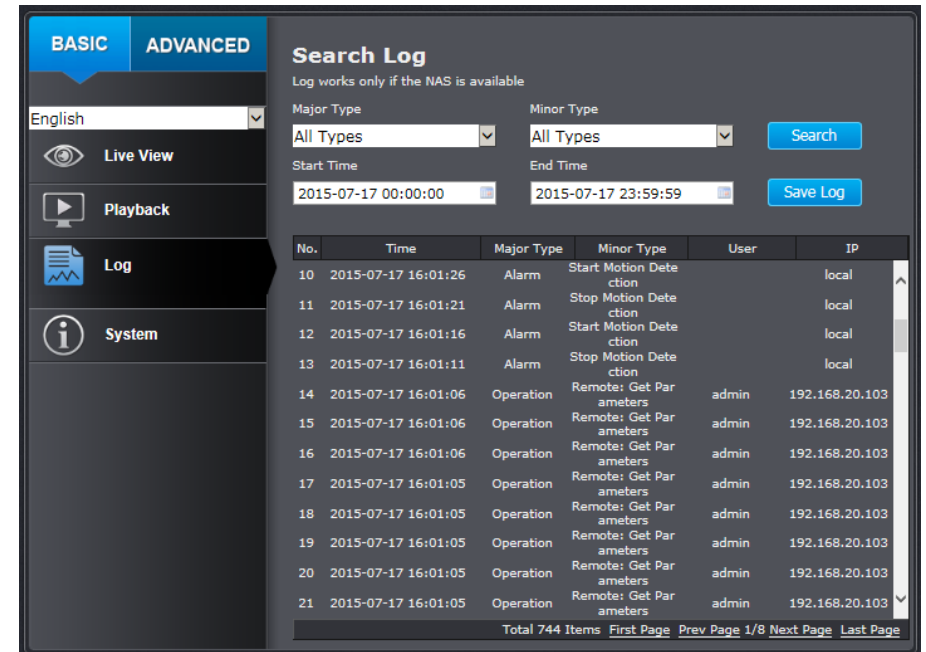 BASIC ADVANCED
English
Live View
Playback
Log
System
Search Log
Log works only if the NAS is available
Major Type Minor Type
All Types All Types Search
Start Time End Time
2015-07-17 00:00:00 2015-07-17 23:59:59 Save Log
No. Time Major Type Minor Type User IP
10 2015-07-17 16:01:26 Alarm Start Motion Dete
ction local
11 2015-07-17 16:01:21 Alarm Stop Motion Dete
ction local
12 2015-07-17 16:01:16 Alarm Start Motion Dete
ction local
13 2015-07-17 16:01:11 Alarm Stop Motion Dete
ction local
14 2015-07-17 16:01:06 Operation Remote: Get Par
ameters admin 192.168.20.103
15 2015-07-17 16:01:06 Operation Remote: Get Par
ameters admin 192.168.20.103
16 2015-07-17 16:01:06 Operation Remote: Get Par
ameters admin 192.168.20.103
17 2015-07-17 16:01:05 Operation Remote: Get Par
ameters admin 192.168.20.103
18 2015-07-17 16:01:05 Operation Remote: Get Par
ameters admin 192.168.20.103
19 2015-07-17 16:01:05 Operation Remote: Get Par
ameters admin 192.168.20.103
20 2015-07-17 16:01:05 Operation Remote: Get Par
ameters admin 192.168.20.103
21 2015-07-17 16:01:05 Operation Remote: Get Par
ameters admin 192.168.20.103
Total 744 Items First Page Prev Page 1/8 Next Page Last Page